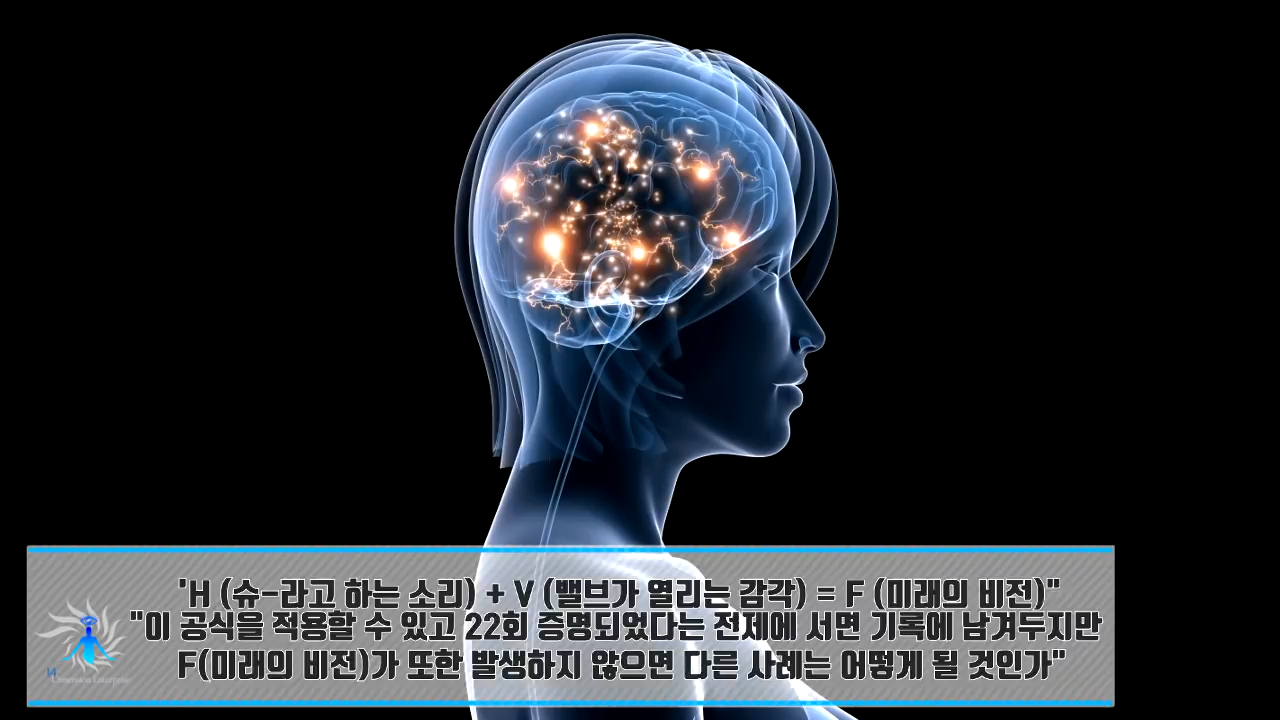 'H (슈-라고 하는 소리) + V (밸브가 열리는 감각) = F (미래의 비전)"
"이 공식을 적용할 수 있고 22회 증명되었다는 전제에 서면 기록에 남겨두지만
F(미래의 비전)가 또한 발생하지 않으면 다른 사례는 어떻게 될 것인가"
Dimension Enterprise